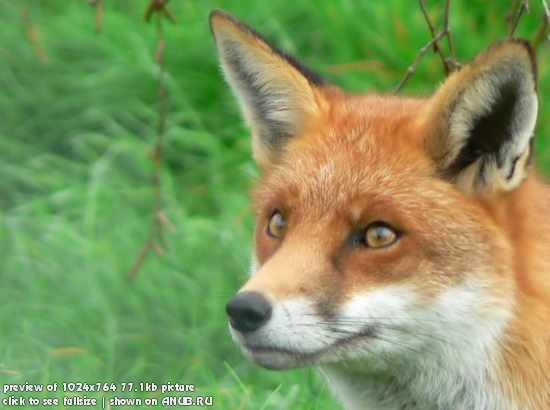 preview of 1024x764 77.1kb picture
click to see fullsize | shown on ANUB.RU